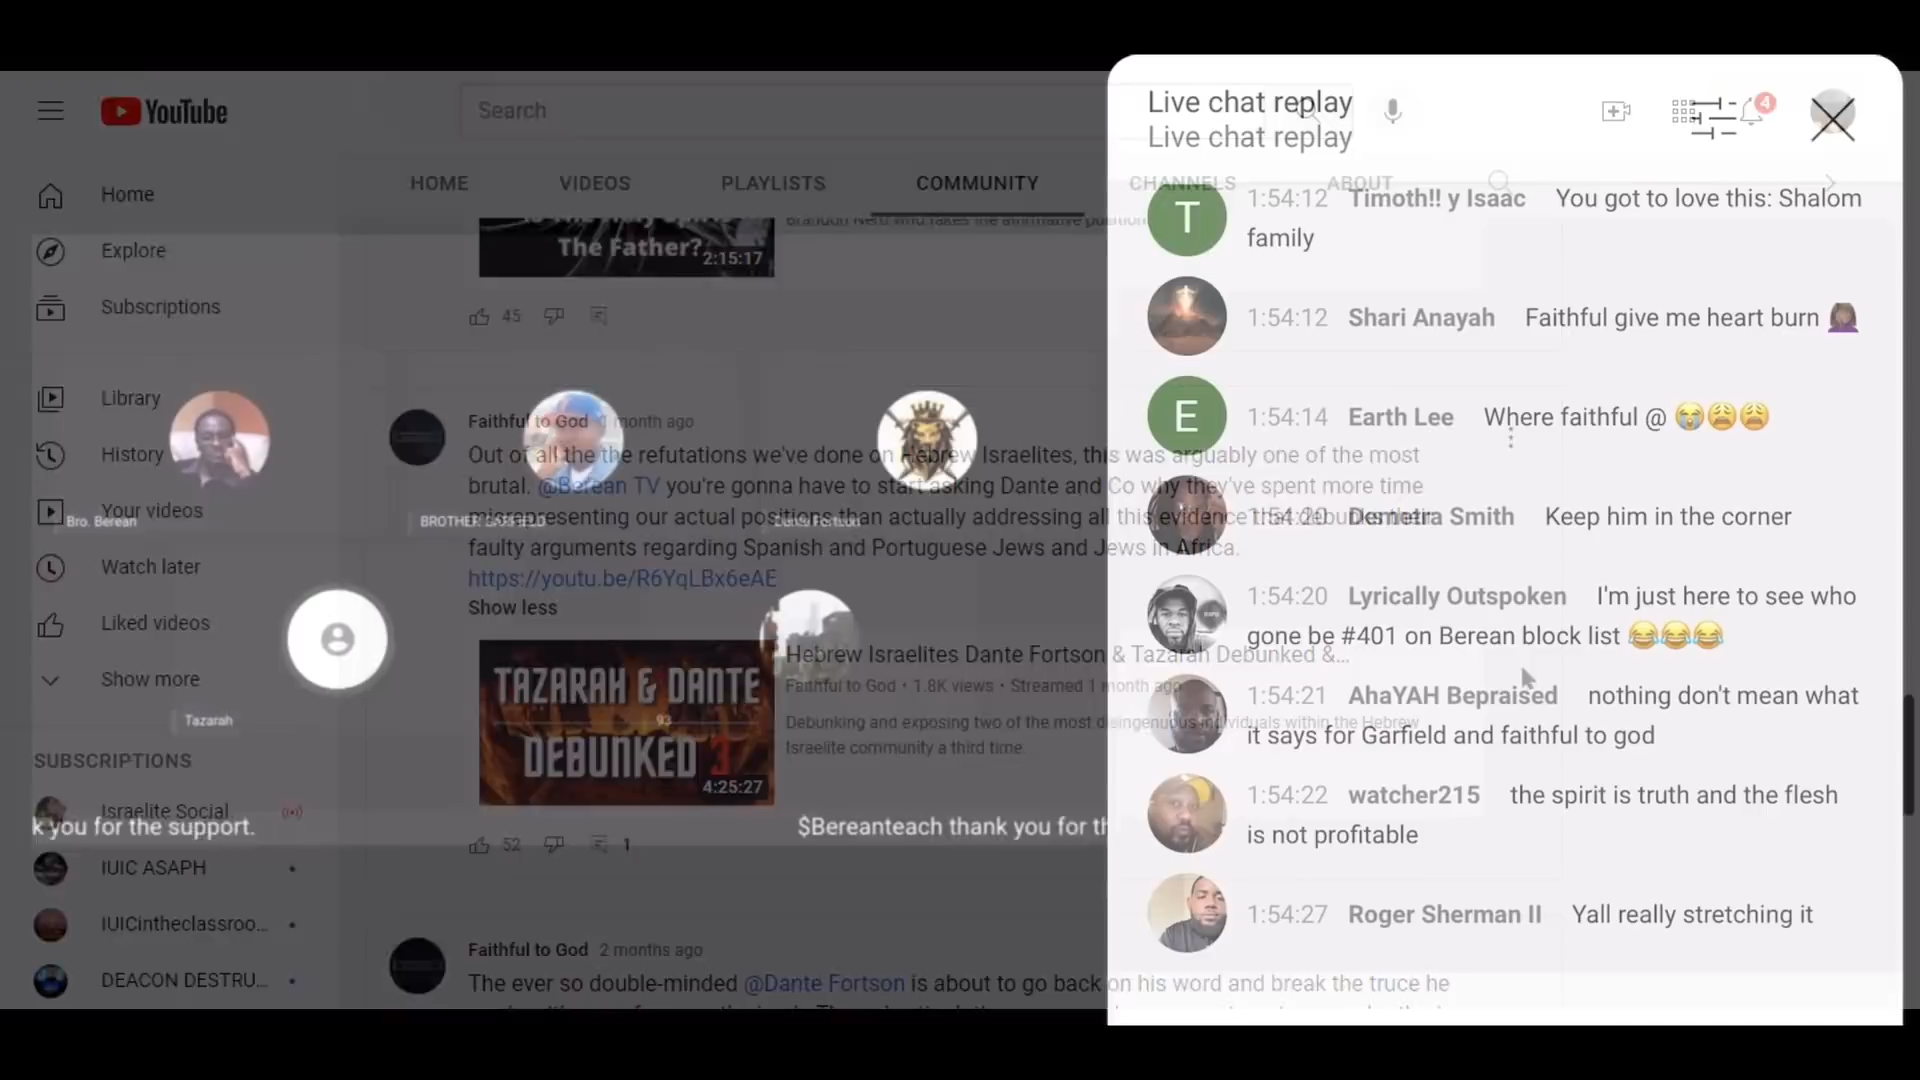 YouTube
Search
HOME
VIDEOS
PLAYLISTS
COMMUNITY
CHANNELS
ABOUT
4
Home
Explore
Subscriptions
Library
History
Your videos
Watch later
Liked videos
Show more
SUBSCRIPTIONS
Israelite Social
IUIC ASAPH
IUICintheclassroo...
DEACON DESTRU...
The Father?
2:15:17
45
Faithful to God 1 month ago
Out of all the the refutations we've done on Hebrew Israelites, this was arguably one of the most
brutal. @Berean TV you're gonna have to start asking Dante and Co why they've spent more time
misrepresenting our actual positions than actually addressing all this evidence that debunks their
faulty arguments regarding Spanish and Portuguese Jews and Jews in Africa.
https://youtu.be/R6YqLBx6eAE
Show less
TAZARAH & DANTE
DEBUNKED 3
4:25:27
Hebrew Israelites Dante Fortson & Tazarah Debunked &...
Faithful to God • 1.8K views • Streamed 1 month ago
Debunking and exposing two of the most disingenuous individuals within the Hebrew
Israelite community a third time.
52
1
Faithful to God 2 months ago
The ever so double-minded @Dante Fortson is about to go back on his word and break the truce he
Bro. Berean
BROTHER GARFIELD
Dante Fortson
Tazarah
93
k you for the support.
$Bereanteach thank you for th
Live chat replay
Live chat replay
T
1:54:12 Timoth!! y Isaac You got to love this: Shalom
family
1:54:12 Shari Anayah Faithful give me heart burn 🤦🏾‍♀️
E
1:54:14 Earth Lee Where faithful @ 😭😩😩
1:54:20 Demetra Smith Keep him in the corner
1:54:20 Lyrically Outspoken I'm just here to see who
gone be #401 on Berean block list 😂😂😂
1:54:21 AhaYAH Bepraised nothing don't mean what
it says for Garfield and faithful to god
1:54:22 watcher215 the spirit is truth and the flesh
is not profitable
1:54:27 Roger Sherman II Yall really stretching it